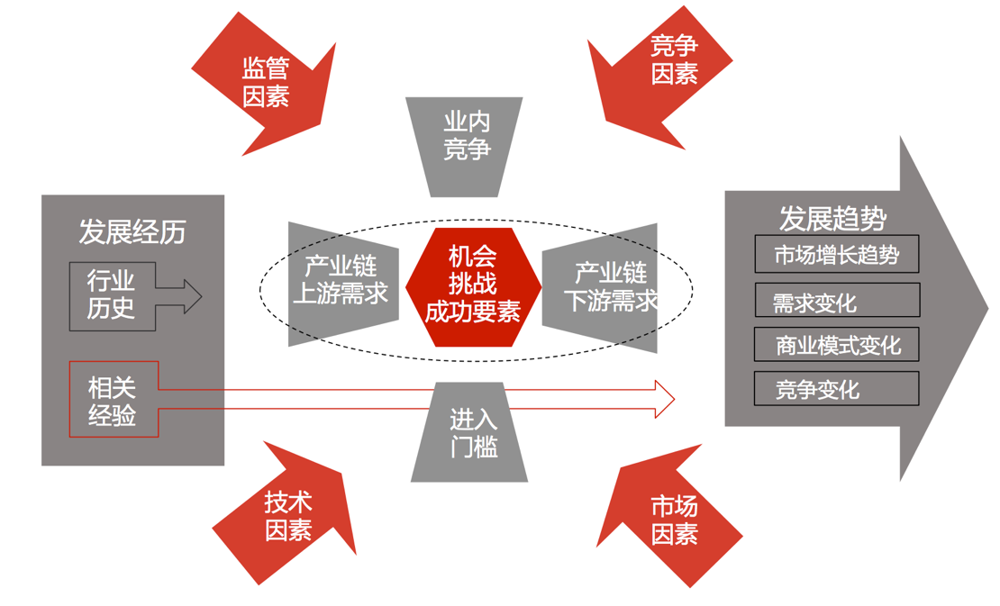 监管
因素
竞争
因素
业内
竞争
发展经历
行业
历史
相关
经验
产业链
上游需求
机会
挑战
成功要素
产业链
下游需求
进入
门槛
发展趋势
市场增长趋势
需求变化
商业模式变化
竞争变化
技术
因素
市场
因素